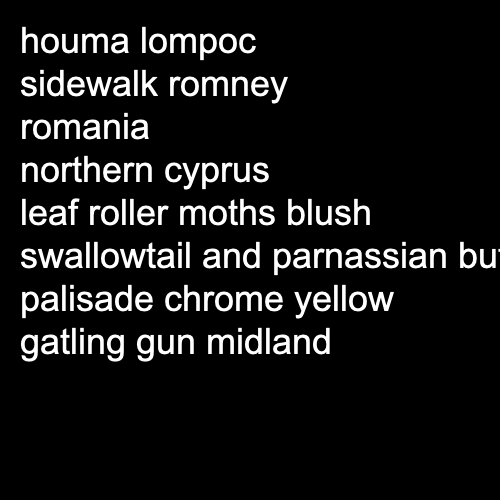 houma lompoc
sidewalk romney
romania
northern cyprus
leaf roller moths blush
swallowtail and parnassian
palisade chrome yellow
gatling gun midland